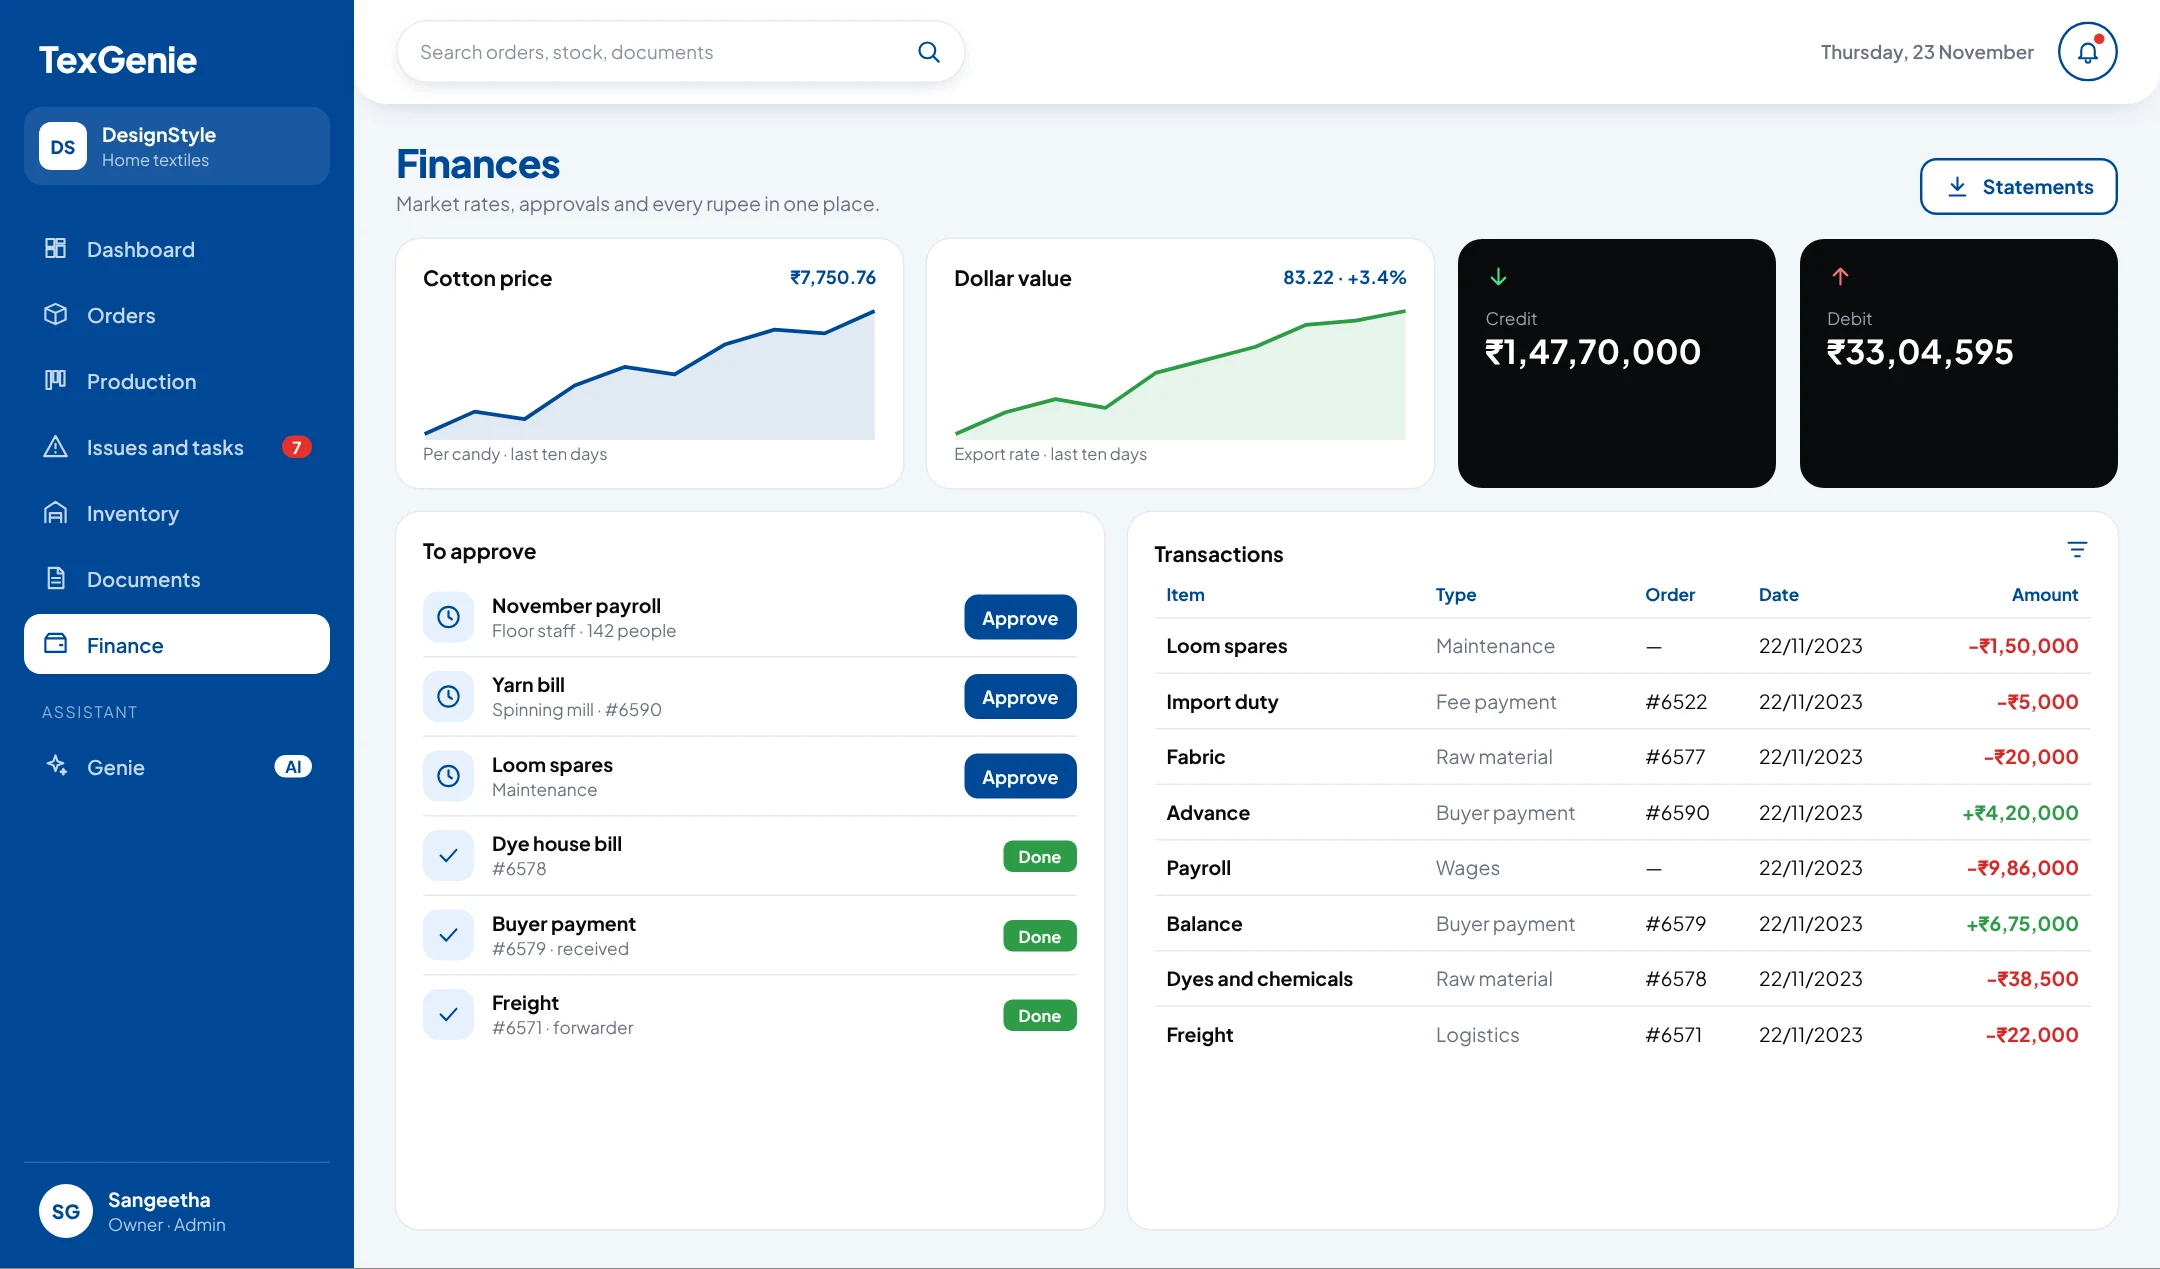 TexGenie
DS
DesignStyle
Home textiles
Dashboard
Orders
Production
Issues and tasks 7
Inventory
Documents
Finance
ASSISTANT
Genie AI
SG
Sangeetha
Owner · Admin
Search orders, stock, documents
Thursday, 23 November
Finances
Market rates, approvals and every rupee in one place.
Statements
Cotton price ₹7,750.76
Per candy · last ten days
Dollar value 83.22 · +3.4%
Export rate · last ten days
Credit
₹1,47,70,000
Debit
₹33,04,595
To approve
November payroll
Floor staff · 142 people
Approve
Yarn bill
Spinning mill · #6590
Approve
Loom spares
Maintenance
Approve
Dye house bill
#6578
Done
Buyer payment
#6579 · received
Done
Freight
#6571 · forwarder
Done
Transactions
Item Type Order Date Amount
Loom spares Maintenance — 22/11/2023 -₹1,50,000
Import duty Fee payment #6522 22/11/2023 -₹5,000
Fabric Raw material #6577 22/11/2023 -₹20,000
Advance Buyer payment #6590 22/11/2023 +₹4,20,000
Payroll Wages — 22/11/2023 -₹9,86,000
Balance Buyer payment #6579 22/11/2023 +₹6,75,000
Dyes and chemicals Raw material #6578 22/11/2023 -₹38,500
Freight Logistics #6571 22/11/2023 -₹22,000